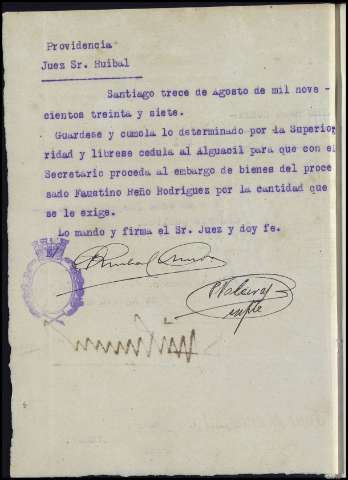 Providencia
Juez Sr. Ruibal
Santiago trece de Agosto de mil nove -
cientos treinta y siete.
Guardese y cumpla lo determinado por la Superio
ridad y librese cedula al Alguacil para que con el
Secretario proceda al embargo de bienes del proce
sado Faustino Reño Rodriguez por la cantidad que
se le exige.
Lo mando y firma el Sr. Juez y doy fe.